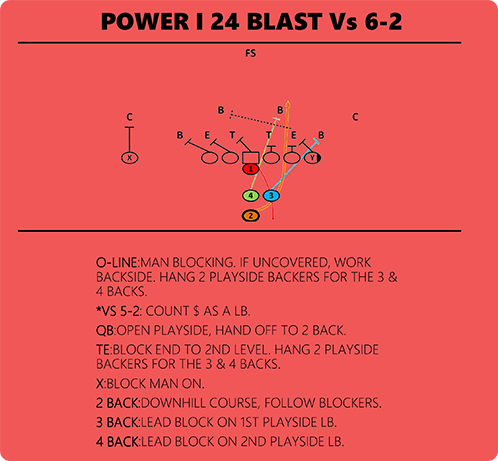 POWER I 24 BLAST Vs 6-2
FS
C B B C
B E T T E B
X Y
1
4 3
2
O-LINE:MAN BLOCKING. IF UNCOVERED, WORK
BACKSIDE. HANG 2 PLAYSIDE BACKERS FOR THE 3 &
4 BACKS.
*VS 5-2: COUNT $ AS A LB.
QB:OPEN PLAYSIDE, HAND OFF TO 2 BACK.
TE:BLOCK END TO 2ND LEVEL. HANG 2 PLAYSIDE
BACKERS FOR THE 3 & 4 BACKS.
X:BLOCK MAN ON.
2 BACK:DOWNHILL COURSE, FOLLOW BLOCKERS.
3 BACK:LEAD BLOCK ON 1ST PLAYSIDE LB.
4 BACK:LEAD BLOCK ON 2ND PLAYSIDE LB.